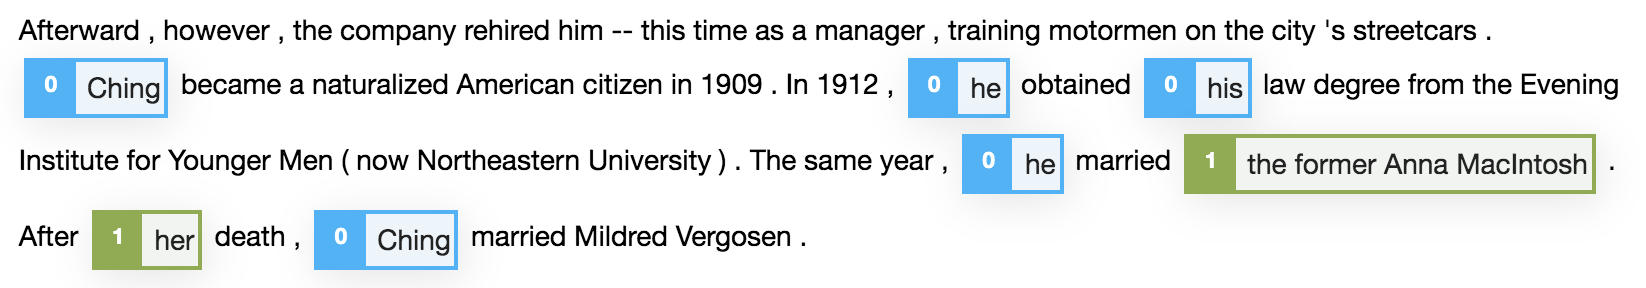 Afterward , however , the company rehired him -- this time as a manager , training motormen on the city 's streetcars .
0 Ching became a naturalized American citizen in 1909 . In 1912 , 0 he obtained 0 his law degree from the Evening
Institute for Younger Men ( now Northeastern University ) . The same year , 0 he married 1 the former Anna MacIntosh .
After 1 her death , 0 Ching married Mildred Vergosen .